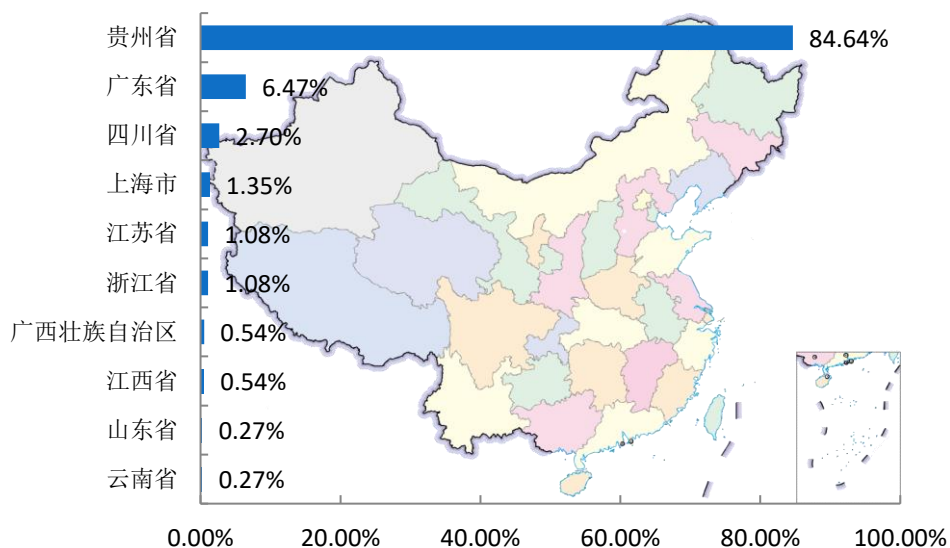 贵州省 84.64%
广东省 6.47%
四川省 2.70%
上海市 1.35%
江苏省 1.08%
浙江省 1.08%
广西壮族自治区 0.54%
江西省 0.54%
山东省 0.27%
云南省 0.27%
0.00% 20.00% 40.00% 60.00% 80.00% 100.00%